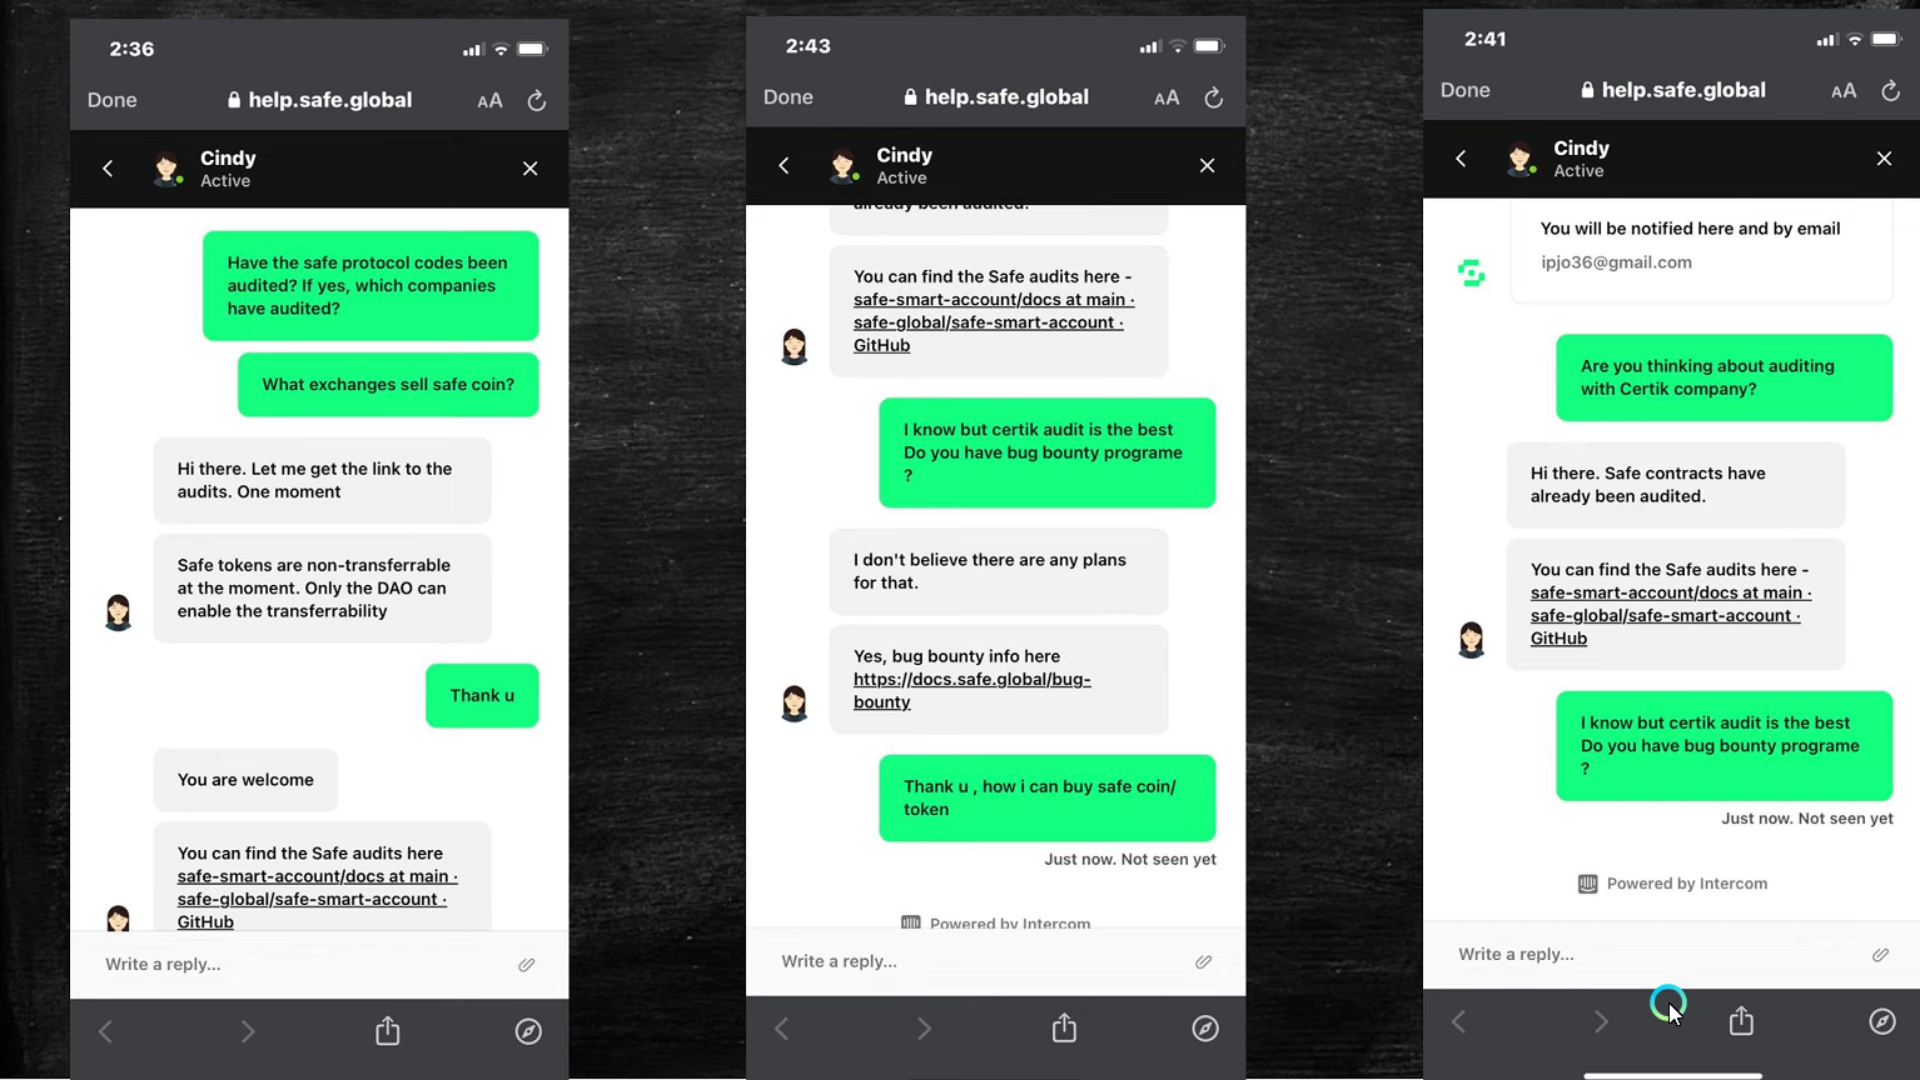 2:36
Done
help.safe.global
AA
Cindy
Active
Have the safe protocol codes been
audited? If yes, which companies
have audited?
What exchanges sell safe coin?
Hi there. Let me get the link to the
audits. One moment
Safe tokens are non-transferrable
at the moment. Only the DAO can
enable the transferrability
Thank u
You are welcome
You can find the Safe audits here
safe-smart-account/docs at main ·
safe-global/safe-smart-account ·
GitHub
Write a reply...
2:43
Done
help.safe.global
AA
Cindy
Active
already been audited.
You can find the Safe audits here -
safe-smart-account/docs at main ·
safe-global/safe-smart-account ·
GitHub
I know but certik audit is the best
Do you have bug bounty programe
?
I don't believe there are any plans
for that.
Yes, bug bounty info here
https://docs.safe.global/bug-
bounty
Thank u , how i can buy safe coin/
token
Just now. Not seen yet
Powered by Intercom
Write a reply...
2:41
Done
help.safe.global
AA
Cindy
Active
You will be notified here and by email
ipjo36@gmail.com
Are you thinking about auditing
with Certik company?
Hi there. Safe contracts have
already been audited.
You can find the Safe audits here -
safe-smart-account/docs at main ·
safe-global/safe-smart-account ·
GitHub
I know but certik audit is the best
Do you have bug bounty programe
?
Just now. Not seen yet
Powered by Intercom
Write a reply...